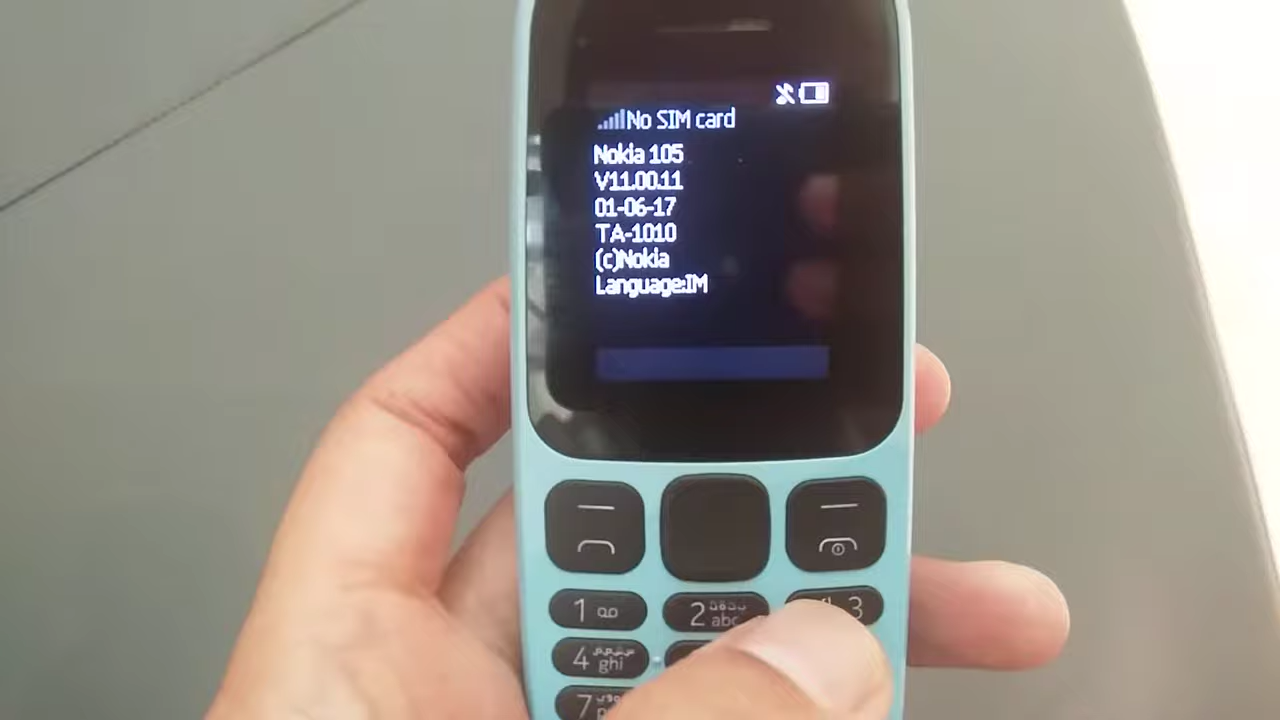 No SIM card
Nokia 105
V11.00.11
01-06-17
TA-1010
(c)Nokia
Language:IM
1
2 abc
3
4 ghi
7